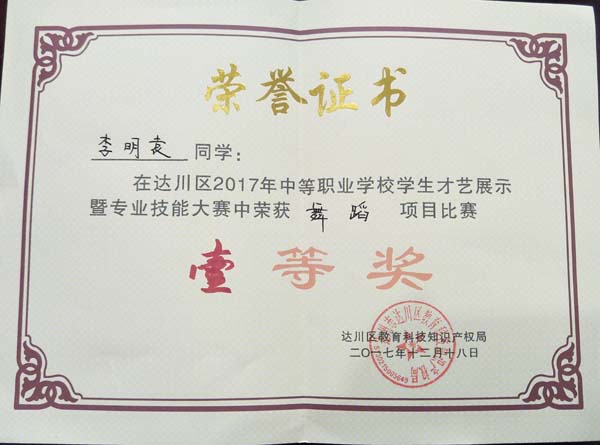 荣誉证书
李明袁 同学：
在达川区2017年中等职业学校学生才艺展示
暨专业技能大赛中荣获 舞蹈 项目比赛
壹等奖
达川区教育科技知识产权局
二〇一七年十二月十八日